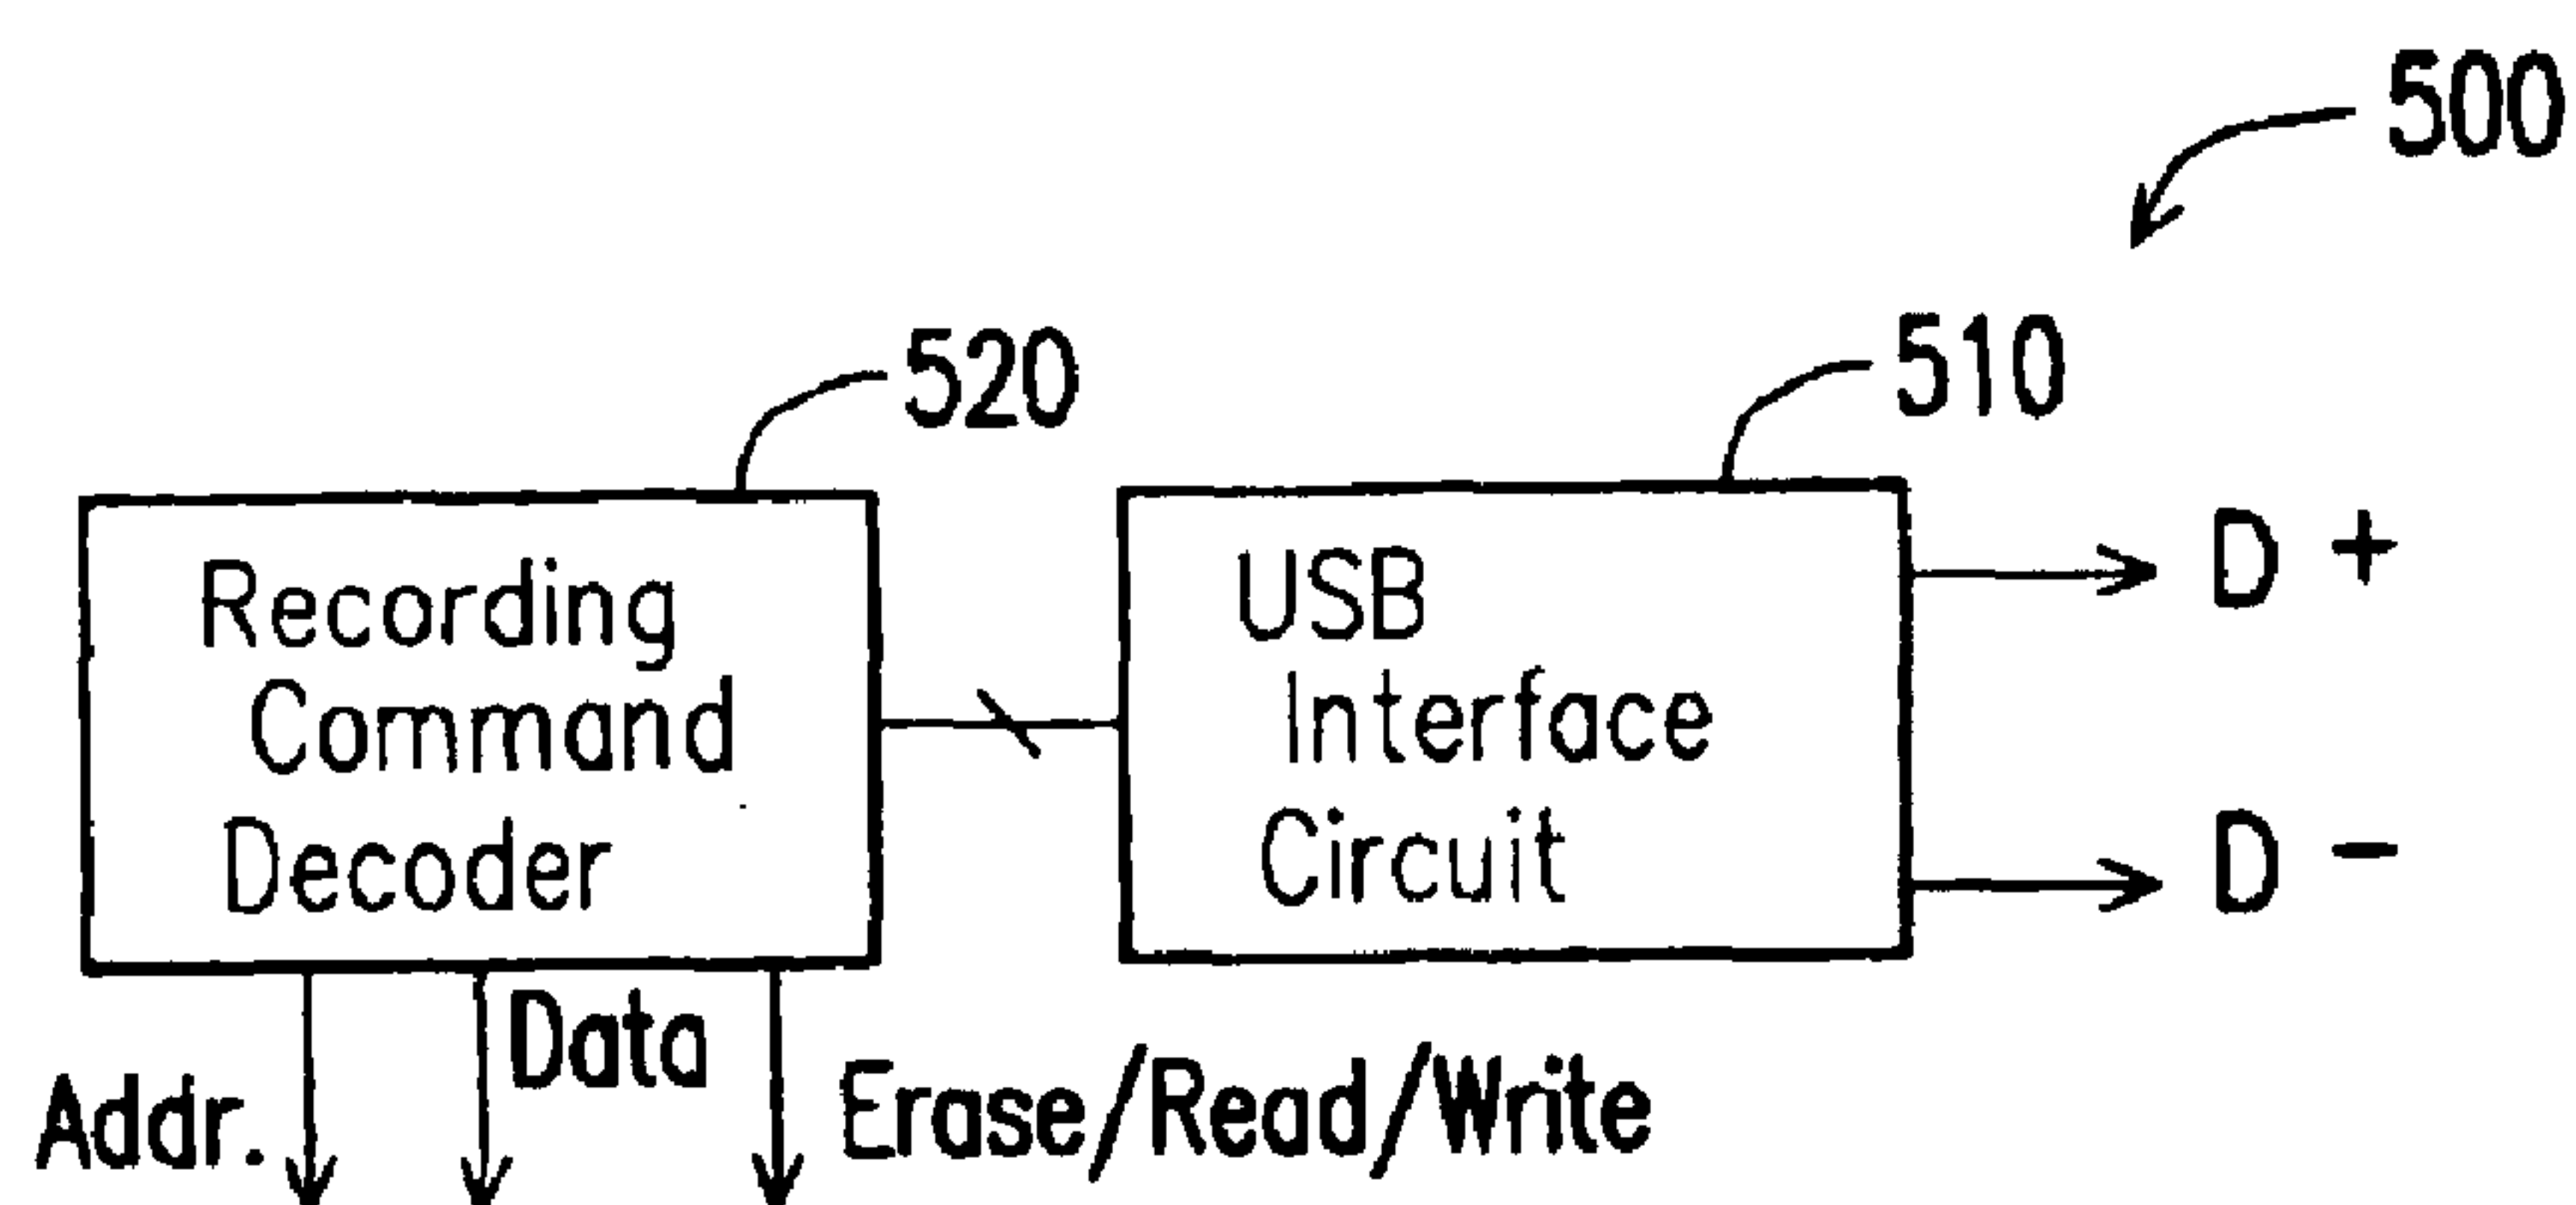 500
520
510
Recording
Command
Decoder
USB
Interface
Circuit
D +
D -
Addr.
Data
Erase/Read/Write